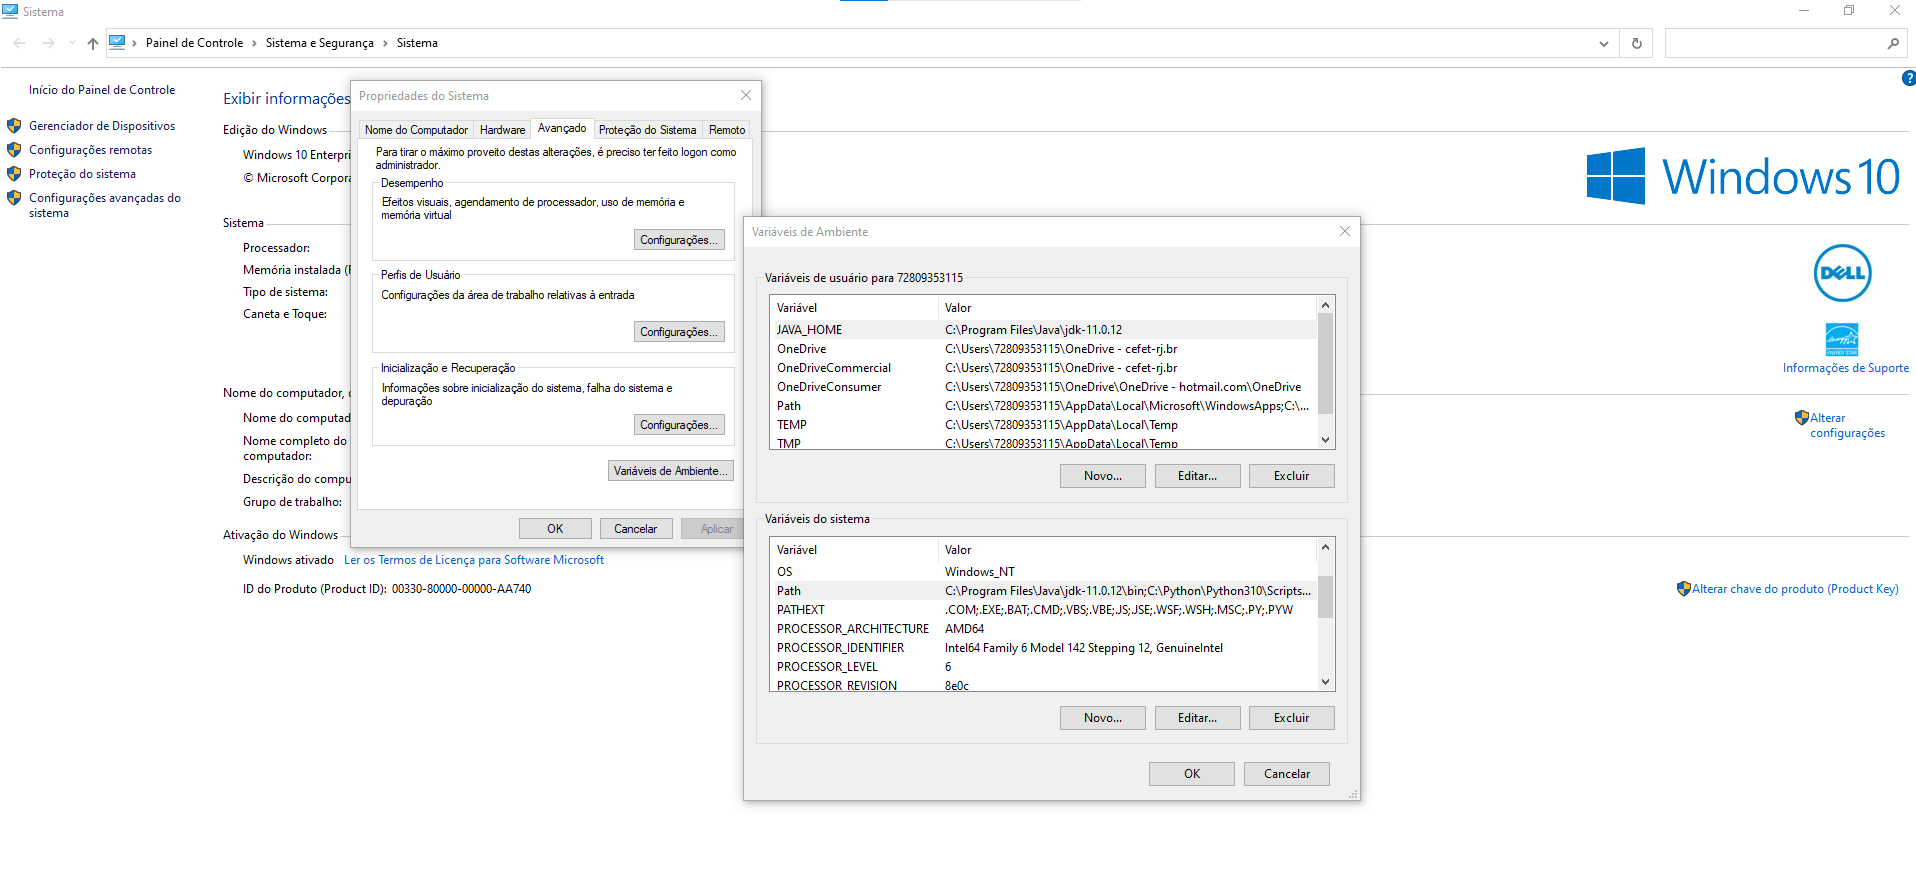 Sistema
Painel de Controle
Sistema e Segurança
Sistema
Início do Painel de Controle
Gerenciador de Dispositivos
Configurações remotas
Proteção do sistema
Configurações avançadas do
sistema
Exibir informações
Edição do Windows
Windows 10
© Microsoft
Sistema
Processador:
Memória instalada
Tipo de sistema:
Caneta e Toque:
Nome do computador,
Nome do
Nome completo do
computador:
Descrição do
Grupo de trabalho:
Ativação do Windows
Windows ativado Ler os Termos de Licença para Software Microsoft
ID do Produto (Product ID): 00330-80000-00000-AA740
Propriedades do Sistema
Nome do Computador Hardware Avançado Proteção do Sistema Remoto
Para tirar o máximo proveito destas alterações, é preciso ter feito logon como
administrador.
Desempenho
Efeitos visuais, agendamento de processador, uso de memória e
memória virtual
Configurações...
Perfis de Usuário
Configurações da área de trabalho relativas à entrada
Configurações...
Inicialização e Recuperação
Informações sobre inicialização do sistema, falha do sistema e
depuração
Configurações...
Variáveis de Ambiente...
OK Cancelar Aplicar
Variáveis de Ambiente
Variáveis de usuário para 72809353115
Variável Valor
JAVA_HOME C:\Program Files\Java\jdk-11.0.12
OneDrive C:\Users\72809353115\OneDrive - cefet-rj.br
OneDriveCommercial C:\Users\72809353115\OneDrive - cefet-rj.br
OneDriveConsumer C:\Users\72809353115\OneDrive\OneDrive - hotmail.com\OneDrive
Path C:\Users\72809353115\AppData\Local\Microsoft\WindowsApps;C:\...
TEMP C:\Users\72809353115\AppData\Local\Temp
TMP C:\Users\72809353115\AppData\Local\Temp
Novo... Editar... Excluir
Variáveis do sistema
Variável Valor
OS Windows_NT
Path C:\Program Files\Java\jdk-11.0.12\bin;C:\Python\Python310\Scripts...
PATHEXT .COM;.EXE;.BAT;.CMD;.VBS;.VBE;.JS;.JSE;.WSF;.WSH;.MSC;.PY;.PYW
PROCESSOR_ARCHITECTURE AMD64
PROCESSOR_IDENTIFIER Intel64 Family 6 Model 142 Stepping 12, GenuineIntel
PROCESSOR_LEVEL 6
PROCESSOR_REVISION 8e0c
Novo... Editar... Excluir
OK Cancelar
?
Windows 10
DELL
ENERGY STAR
Informações de Suporte
Alterar
configurações
Alterar chave do produto (Product Key)